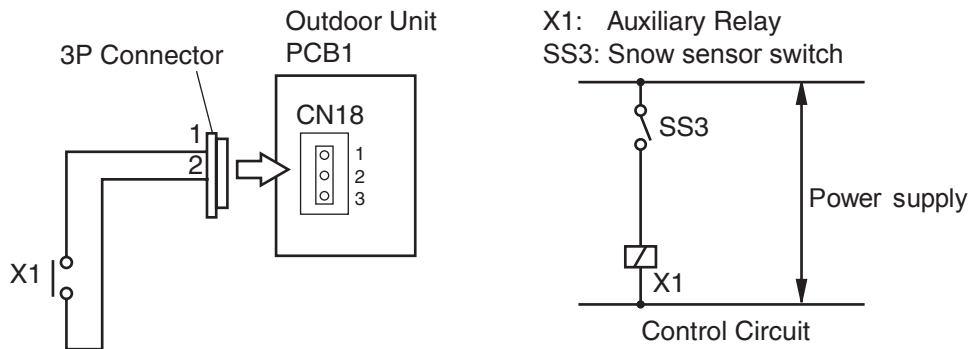 Outdoor Unit
PCB1
3P Connector
CN18
1
2
1
2
3
X1
X1: Auxiliary Relay
SS3: Snow sensor switch
SS3
Power supply
X1
Control Circuit